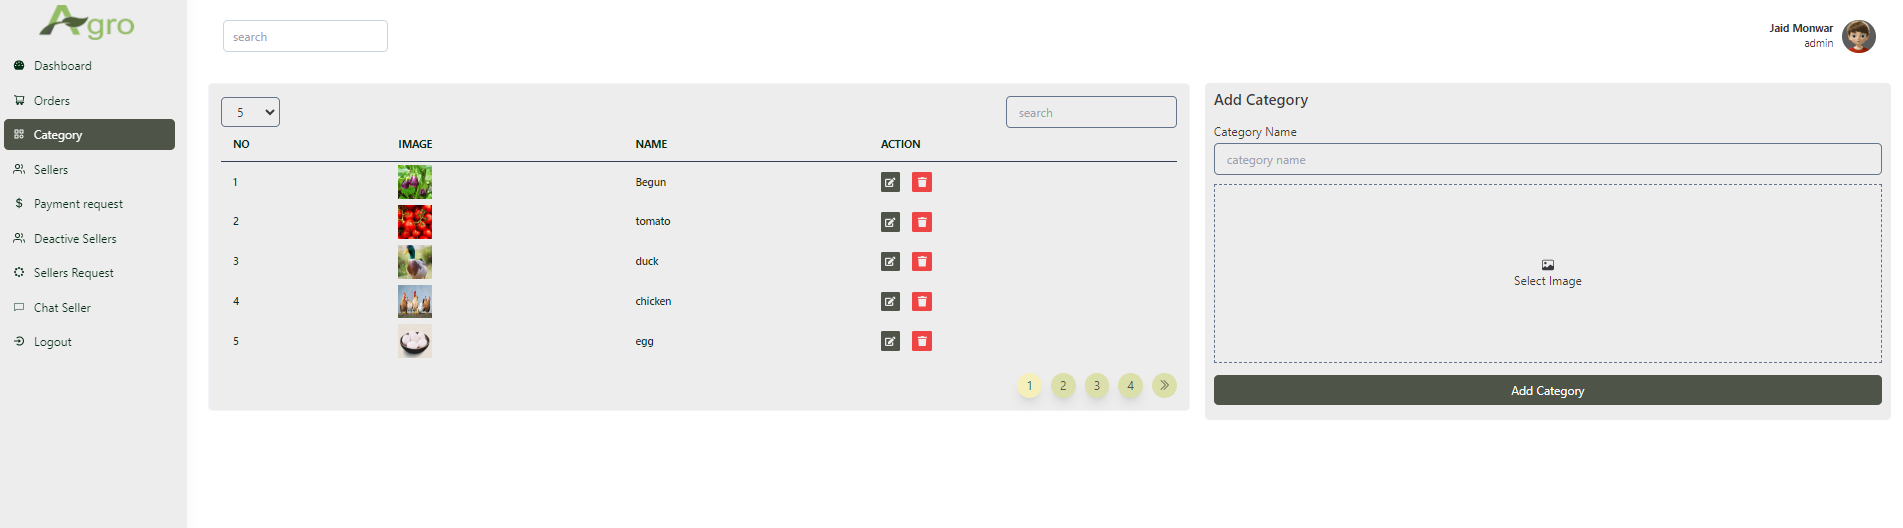 Agro
Dashboard
Orders
Category
Sellers
Payment request
Deactive Sellers
Sellers Request
Chat Seller
Logout
search
Jaid Monwar
admin
5
search
NO IMAGE NAME ACTION
1 Begun
2 tomato
3 duck
4 chicken
5 egg
1 2 3 4
Add Category
Category Name
category name
Select Image
Add Category